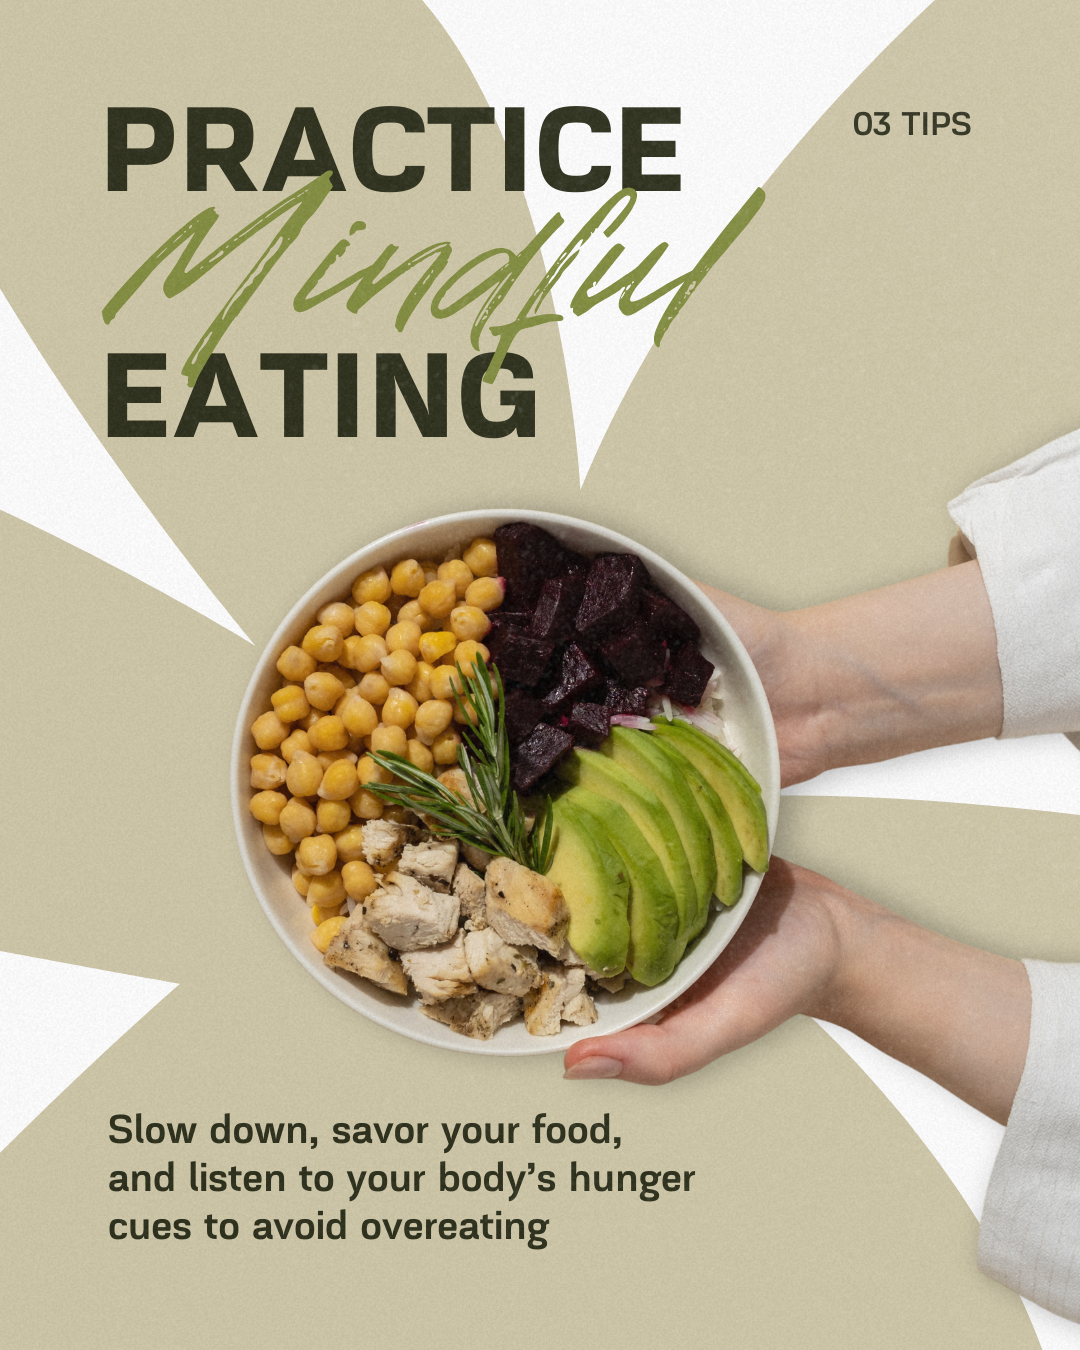 PRACTICE
03 TIPS
Mindful
EATING
Slow down, savor your food,
and listen to your body’s hunger
cues to avoid overeating